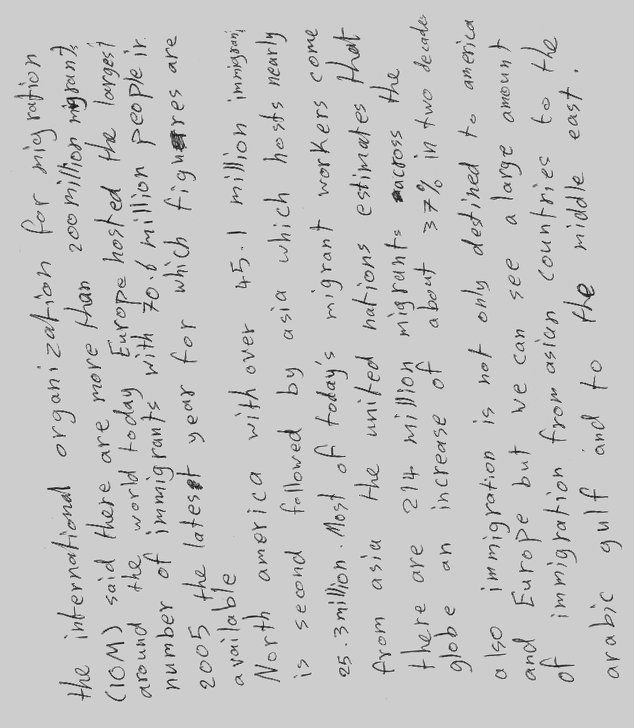 the international organization for migration
(IOM) said there are more than 200million migrants
around the world today Europe hosted the largest
number of immigrants with 70.6 million people in
2005 the latest year for which figures are
available
North america with over 45.1 million immigrani
is second followed by asia which hosts nearly
25.3million. Most of today's migrant workers come
from asia the united nations estimates that
there are 214 million migrants across the
globe an increase of about 37% in two decade
also immigration is not only destined to america
and Europe but we can see a large amount
of immigration from asian countries to the
arabic gulf and to the middle east.